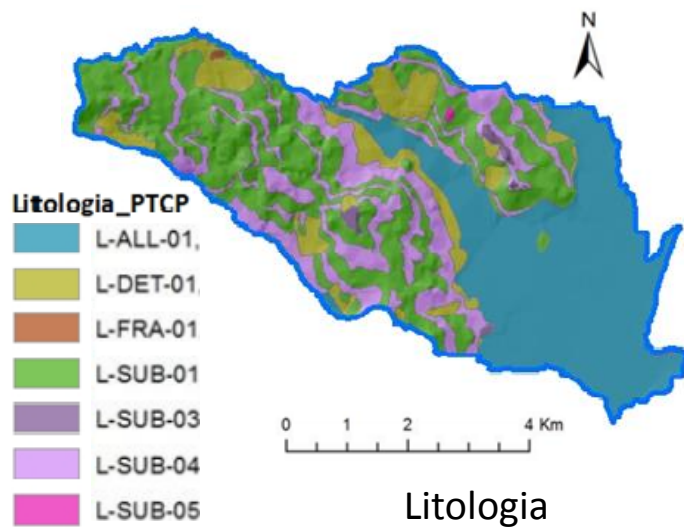 N
Litologia_PTCP
L-ALL-01,
L-DET-01,
L-FRA-01
L-SUB-01
L-SUB-03
L-SUB-04
L-SUB-05
0 1 2 4 Km
Litologia